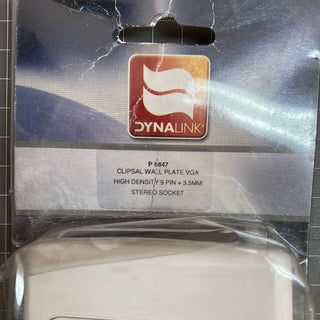 DYNALINK
P 6847
CLIPSAL WALL PLATE VGA
HIGH DENSITY 9 PIN + 3.5MM
STEREO SOCKET